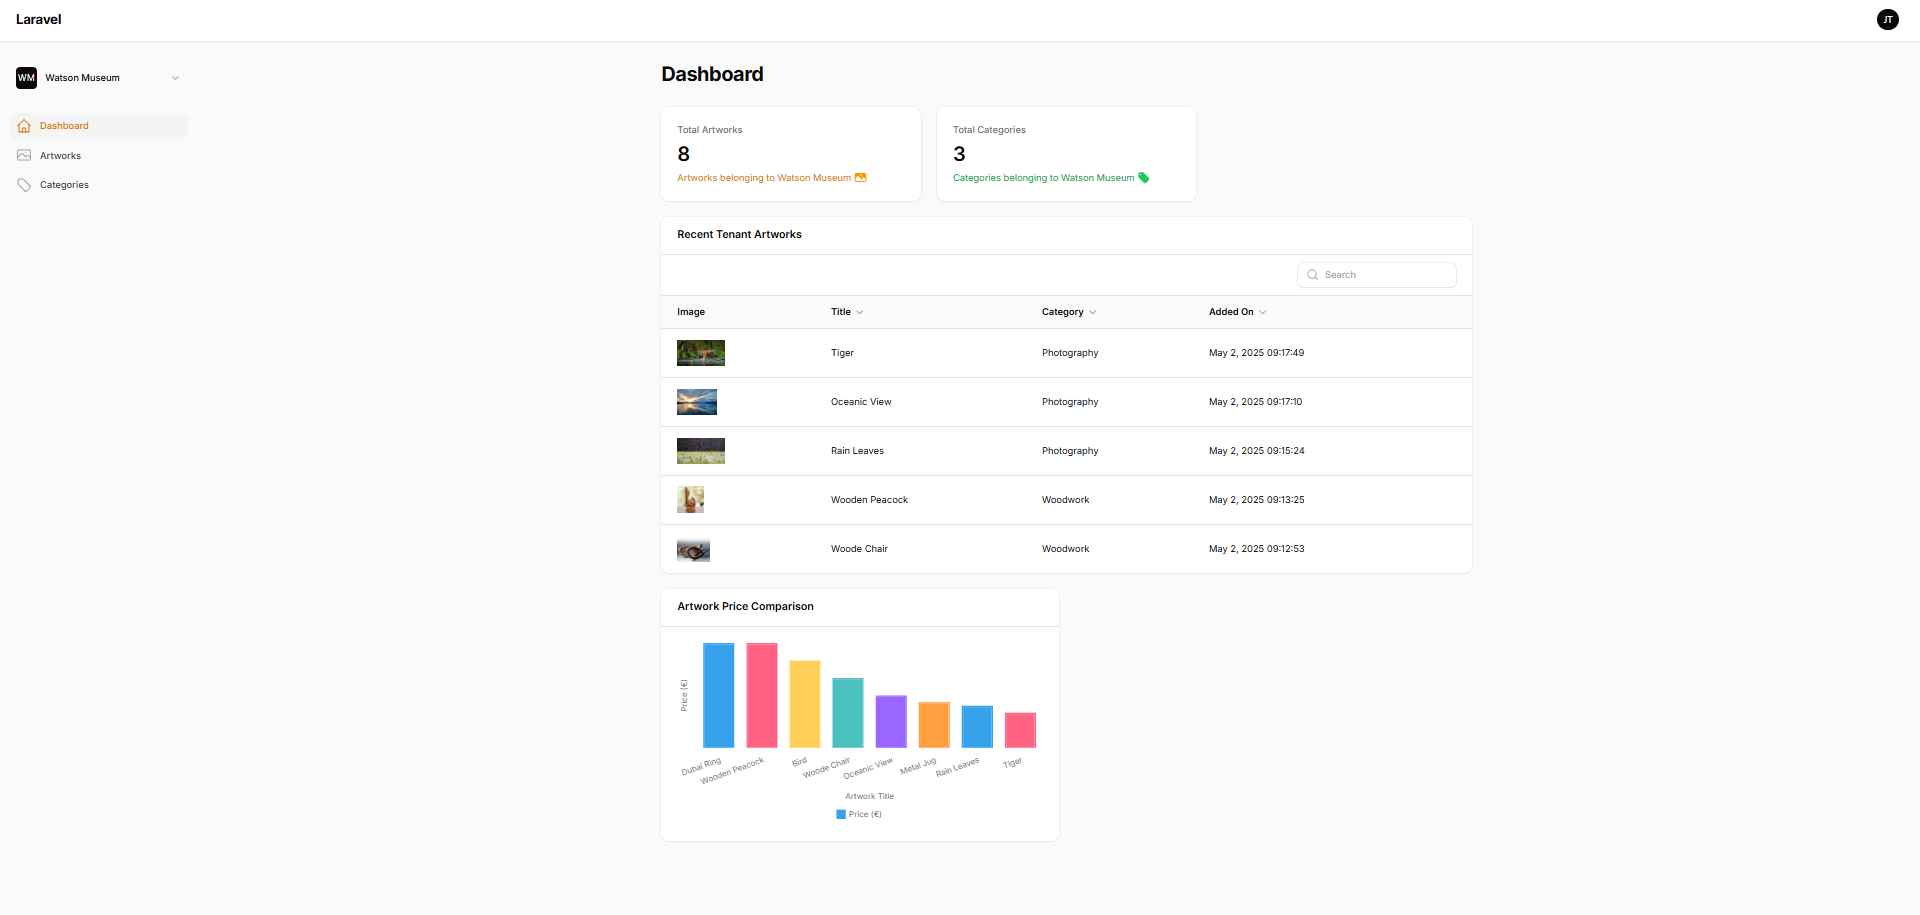 Laravel
JT
WM Watson Museum
Dashboard
Artworks
Categories
Dashboard
Total Artworks
8
Artworks belonging to Watson Museum
Total Categories
3
Categories belonging to Watson Museum
Recent Tenant Artworks
Search
Image Title Category Added On
Tiger Photography May 2, 2025 09:17:49
Oceanic View Photography May 2, 2025 09:17:10
Rain Leaves Photography May 2, 2025 09:15:24
Wooden Peacock Woodwork May 2, 2025 09:13:25
Woode Chair Woodwork May 2, 2025 09:12:53
Artwork Price Comparison
Price (€)
Dubai Ring
Wooden Peacock
Bird
Woode Chair
Oceanic View
Metal Jug
Rain Leaves
Tiger
Artwork Title
Price (€)